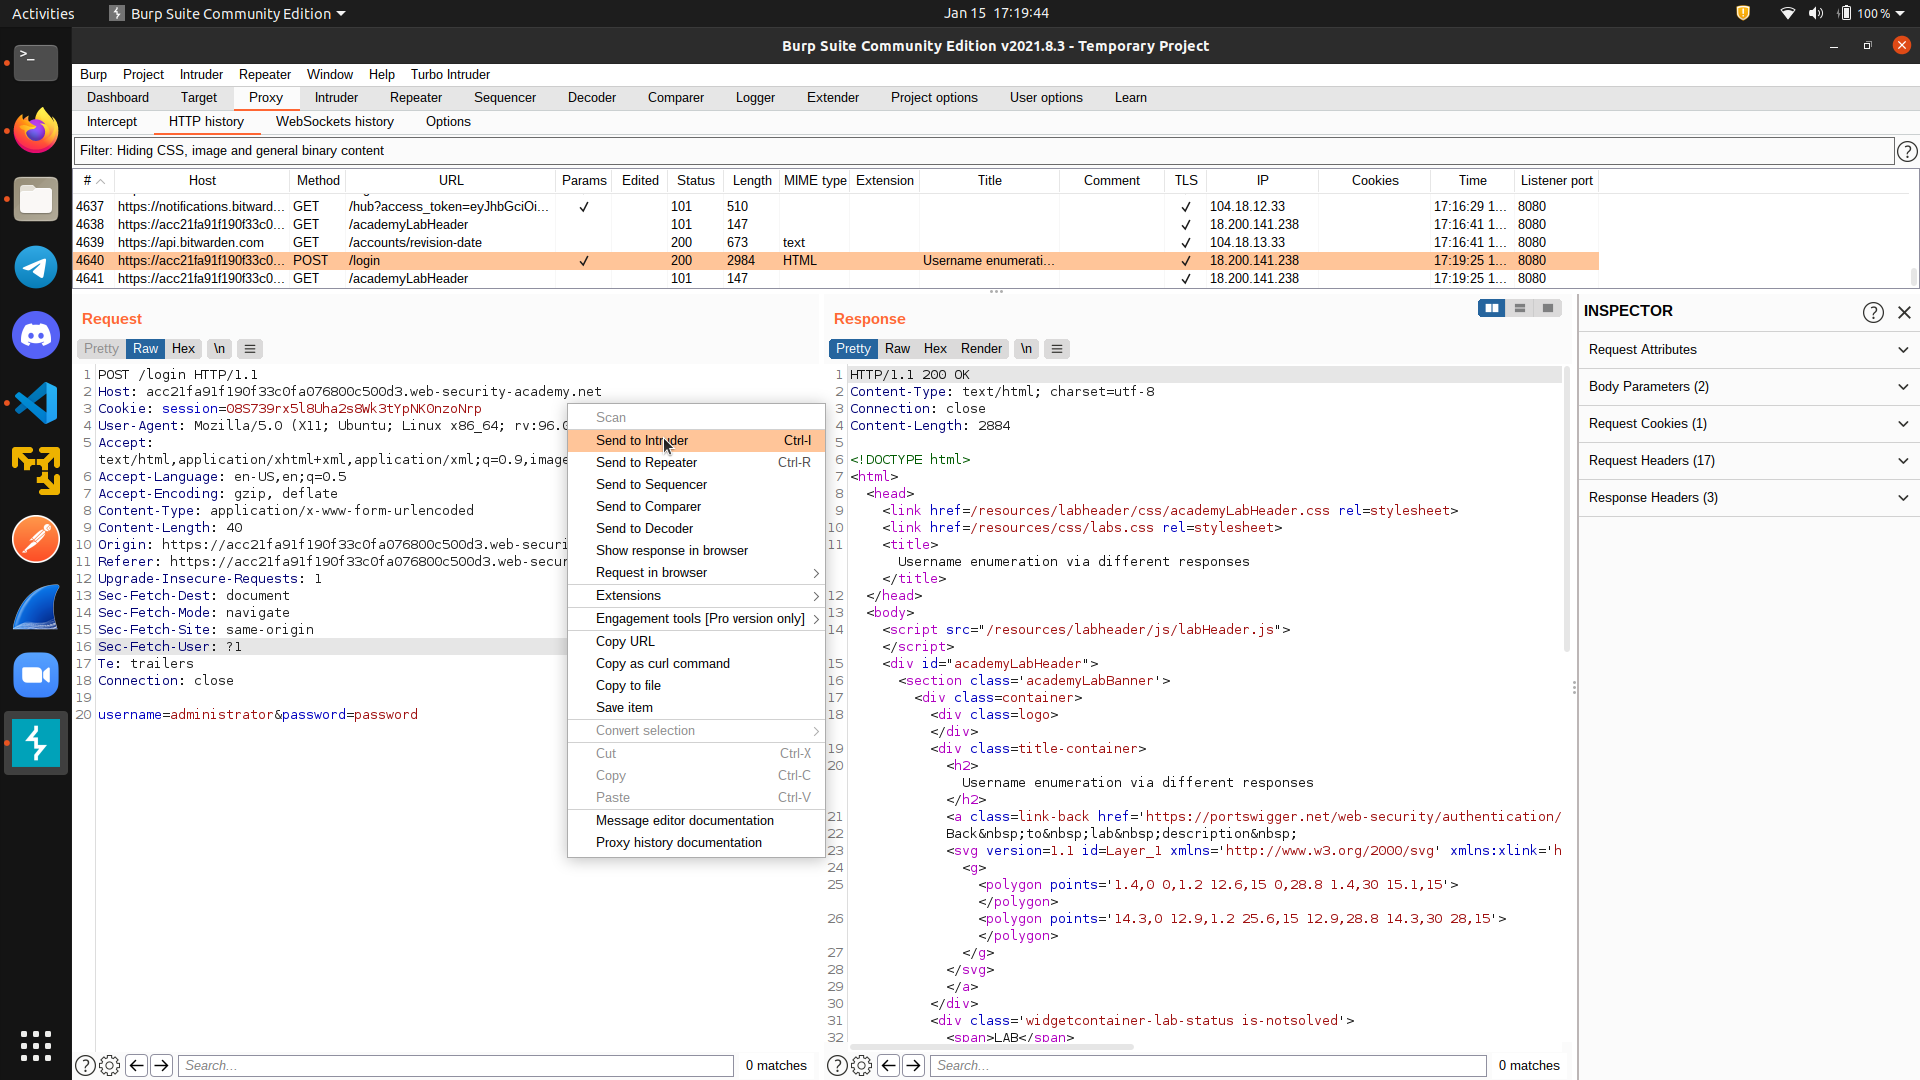 Activities
Burp Suite Community Edition
Jan 15 17:19:44
100 %
Burp Suite Community Edition v2021.8.3 - Temporary Project
Burp Project Intruder Repeater Window Help Turbo Intruder
Dashboard Target Proxy Intruder Repeater Sequencer Decoder Comparer Logger Extender Project options User options Learn
Intercept HTTP history WebSockets history Options
Filter: Hiding CSS, image and general binary content
# Host Method URL Params Edited Status Length MIME type Extension Title Comment TLS IP Cookies Time Listener port
4637 https://notifications.bitward... GET /hub?access_token=eyJhbGciOi... ✓ 101 510 ✓ 104.18.12.33 17:16:29 1... 8080
4638 https://acc21fa91f190f33c0... GET /academyLabHeader 101 147 ✓ 18.200.141.238 17:16:41 1... 8080
4639 https://api.bitwarden.com GET /accounts/revision-date 200 673 text ✓ 104.18.13.33 17:16:41 1... 8080
4640 https://acc21fa91f190f33c0... POST /login ✓ 200 2984 HTML Username enumerati... ✓ 18.200.141.238 17:19:25 1... 8080
4641 https://acc21fa91f190f33c0... GET /academyLabHeader 101 147 ✓ 18.200.141.238 17:19:25 1... 8080
Request
Pretty Raw Hex \n
1 POST /login HTTP/1.1
2 Host: acc21fa91f190f33c0fa076800c500d3.web-security-academy.net
3 Cookie: session=08S739rx5l8Uha2s8Wk3tYpNK0nzoNrp
4 User-Agent: Mozilla/5.0 (X11; Ubuntu; Linux x86_64; rv:96.0
5 Accept:
text/html,application/xhtml+xml,application/xml;q=0.9,image
6 Accept-Language: en-US,en;q=0.5
7 Accept-Encoding: gzip, deflate
8 Content-Type: application/x-www-form-urlencoded
9 Content-Length: 40
10 Origin: https://acc21fa91f190f33c0fa076800c500d3.web-securi
11 Referer: https://acc21fa91f190f33c0fa076800c500d3.web-secur
12 Upgrade-Insecure-Requests: 1
13 Sec-Fetch-Dest: document
14 Sec-Fetch-Mode: navigate
15 Sec-Fetch-Site: same-origin
16 Sec-Fetch-User: ?1
17 Te: trailers
18 Connection: close
19
20 username=administrator&password=password
Scan
Send to Intruder Ctrl-I
Send to Repeater Ctrl-R
Send to Sequencer
Send to Comparer
Send to Decoder
Show response in browser
Request in browser
Extensions
Engagement tools [Pro version only]
Copy URL
Copy as curl command
Copy to file
Save item
Convert selection
Cut Ctrl-X
Copy Ctrl-C
Paste Ctrl-V
Message editor documentation
Proxy history documentation
Search... 0 matches
Response
Pretty Raw Hex Render \n
1 HTTP/1.1 200 OK
2 Content-Type: text/html; charset=utf-8
3 Connection: close
4 Content-Length: 2884
5
6 <!DOCTYPE html>
7 <html>
8 <head>
9 <link href=/resources/labheader/css/academyLabHeader.css rel=stylesheet>
10 <link href=/resources/css/labs.css rel=stylesheet>
11 <title>
Username enumeration via different responses
</title>
12 </head>
13 <body>
14 <script src="/resources/labheader/js/labHeader.js">
</script>
15 <div id="academyLabHeader">
16 <section class='academyLabBanner'>
17 <div class=container>
18 <div class=logo>
</div>
19 <div class=title-container>
20 <h2>
Username enumeration via different responses
</h2>
21 <a class=link-back href='https://portswigger.net/web-security/authentication/
22 Back&nbsp;to&nbsp;lab&nbsp;description&nbsp;
23 <svg version=1.1 id=Layer_1 xmlns='http://www.w3.org/2000/svg' xmlns:xlink='h
24 <g>
25 <polygon points='1.4,0 0,1.2 12.6,15 0,28.8 1.4,30 15.1,15'>
</polygon>
26 <polygon points='14.3,0 12.9,1.2 25.6,15 12.9,28.8 14.3,30 28,15'>
</polygon>
27 </g>
28 </svg>
29 </a>
30 </div>
31 <div class='widgetcontainer-lab-status is-notsolved'>
32 <span>LAB</span>
Search... 0 matches
INSPECTOR
Request Attributes
Body Parameters (2)
Request Cookies (1)
Request Headers (17)
Response Headers (3)